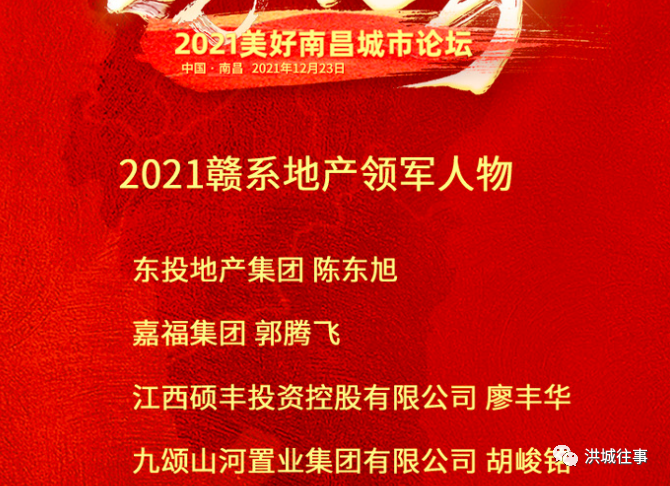 2021美好南昌城市论坛
中国·南昌 2021年12月23日
2021赣系地产领军人物
东投地产集团 陈东旭
嘉福集团 郭腾飞
江西硕丰投资控股有限公司 廖丰华
九颂山河置业集团有限公司 胡峻铭
洪城往事